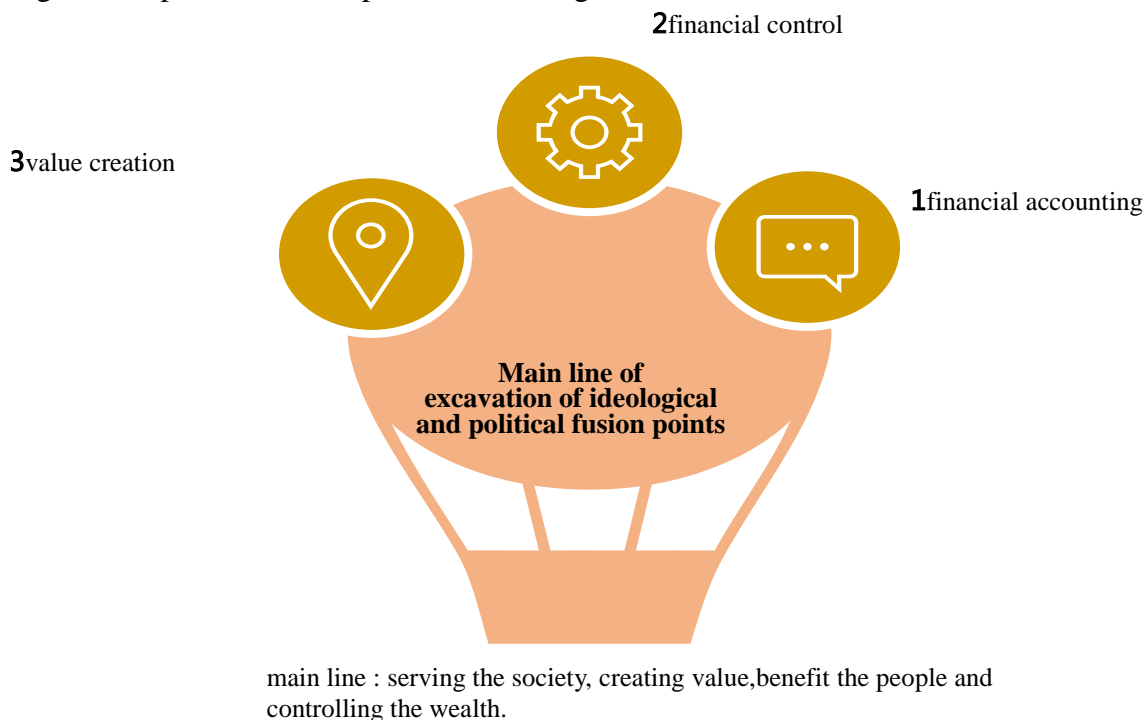 2financial control
3value creation
1financial accounting
Main line of
excavation of ideological
and political fusion points
main line : serving the society, creating value,benefit the people and
controlling the wealth.